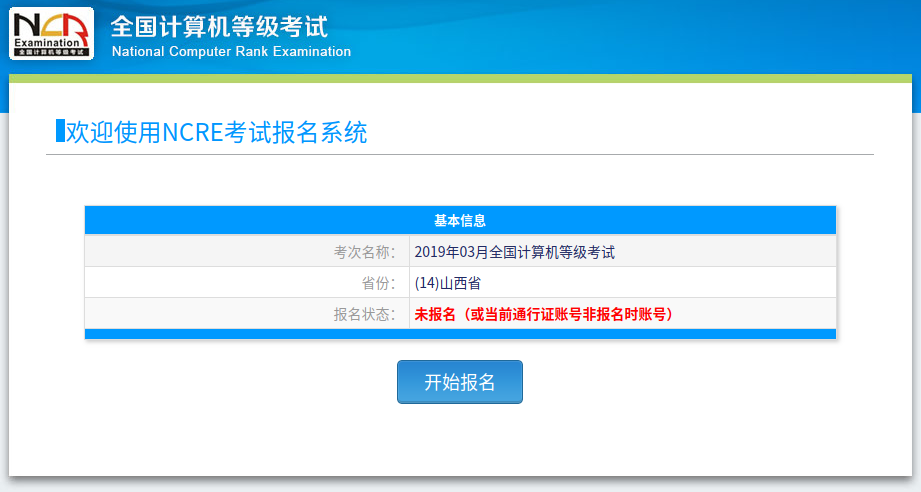 NCR
Examination
全国计算机等级考试
全国计算机等级考试
National Computer Rank Examination
欢迎使用NCRE考试报名系统
基本信息
考次名称： 2019年03月全国计算机等级考试
省份： (14)山西省
报名状态： 未报名（或当前通行证账号非报名时账号）
开始报名